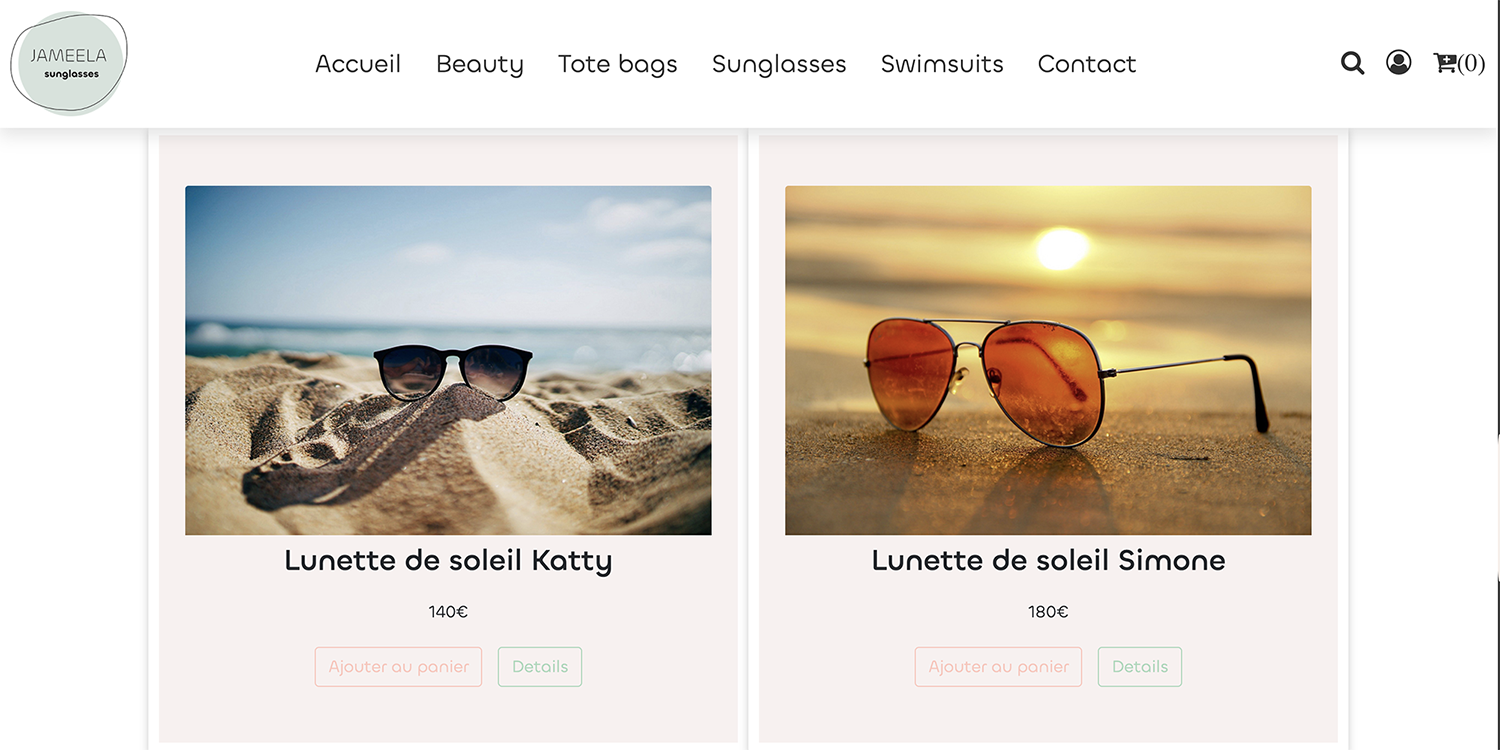 JAMEELA
sunglasses
Accueil Beauty Tote bags Sunglasses Swimsuits Contact
(0)
Lunette de soleil Katty
140€
Ajouter au panier Details
Lunette de soleil Simone
180€
Ajouter au panier Details